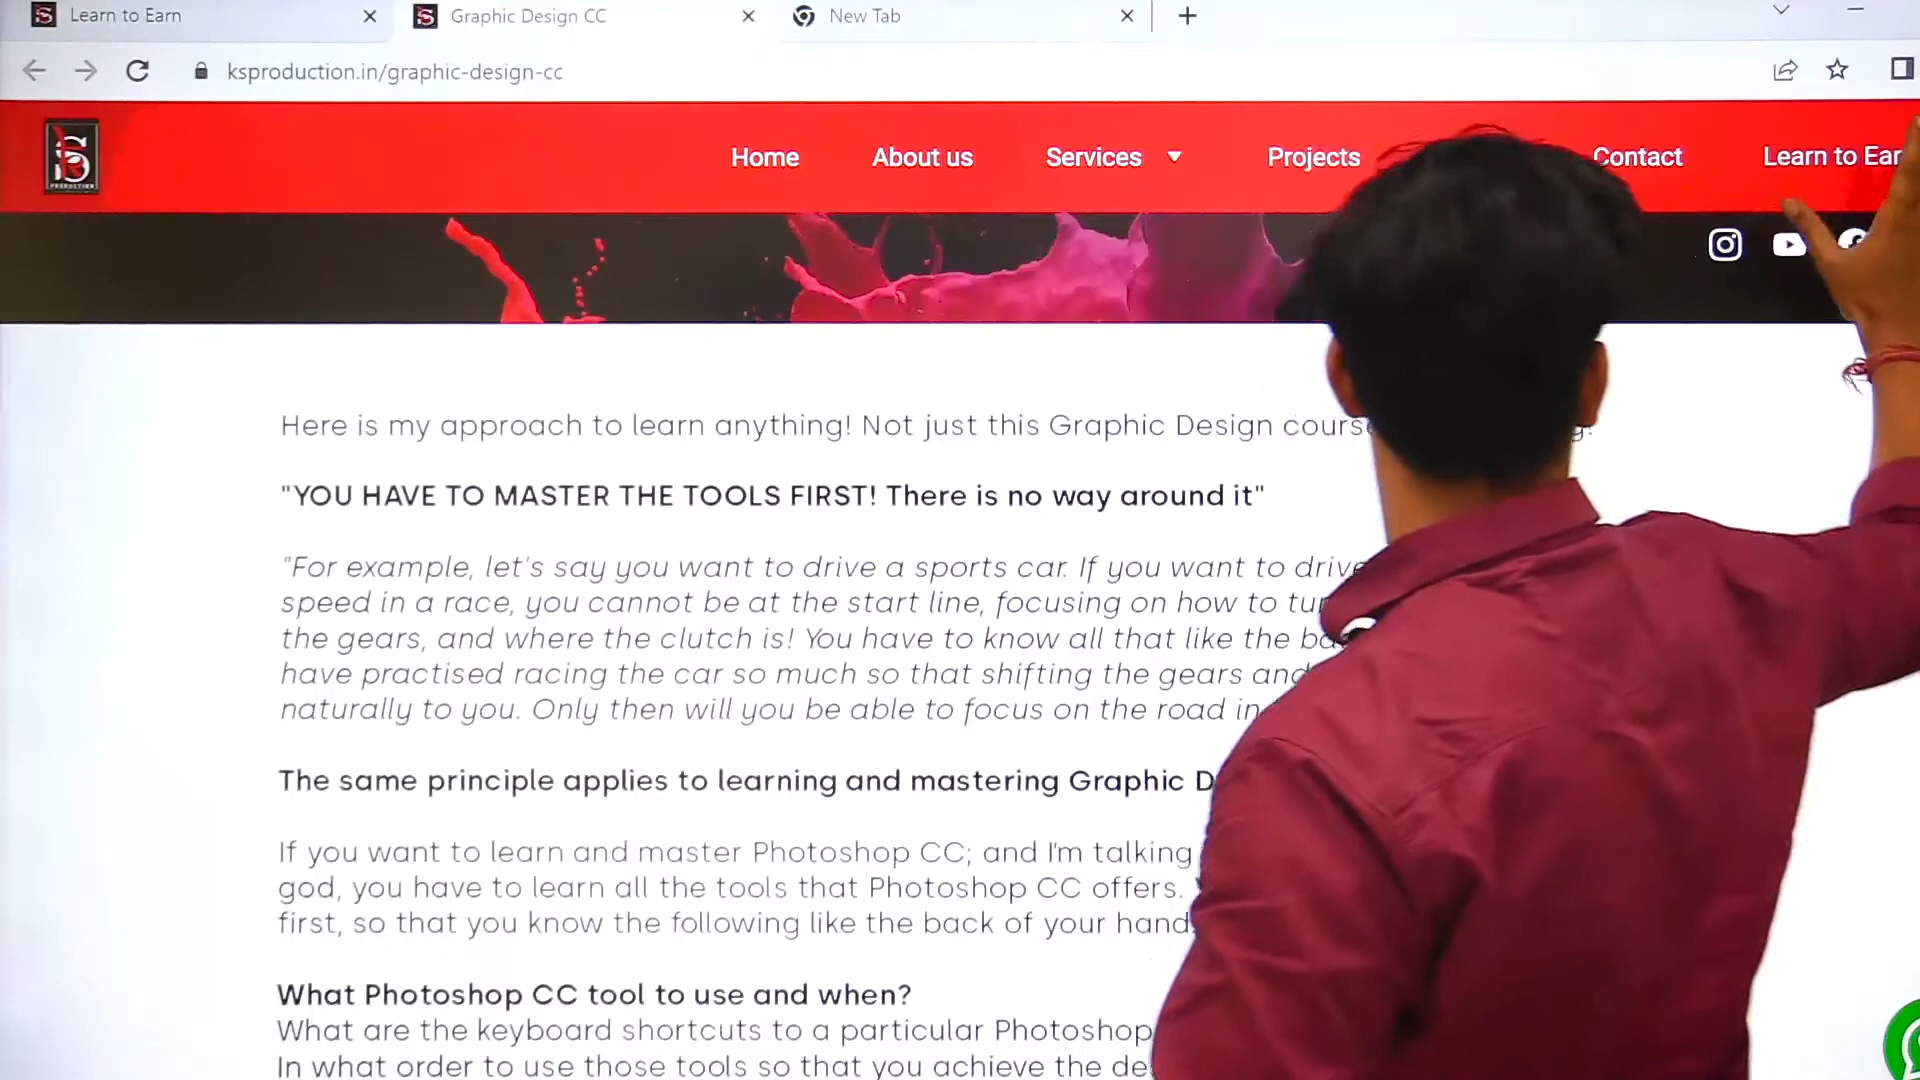 Learn to Earn
Graphic Design CC
New Tab
ksproduction.in/graphic-design-cc
S
PRODUCTION
Home
About us
Services
Projects
Contact
Learn to Ear
Here is my approach to learn anything! Not just this Graphic Design course
"YOU HAVE TO MASTER THE TOOLS FIRST! There is no way around it"
"For example, let's say you want to drive a sports car. If you want to drive
speed in a race, you cannot be at the start line, focusing on how to tur
the gears, and where the clutch is! You have to know all that like the ba
have practised racing the car so much so that shifting the gears and
naturally to you. Only then will you be able to focus on the road in
The same principle applies to learning and mastering Graphic D
If you want to learn and master Photoshop CC; and I'm talking
god, you have to learn all the tools that Photoshop CC offers.
first, so that you know the following like the back of your hand
What Photoshop CC tool to use and when?
What are the keyboard shortcuts to a particular Photoshop
In what order to use those tools so that you achieve the de